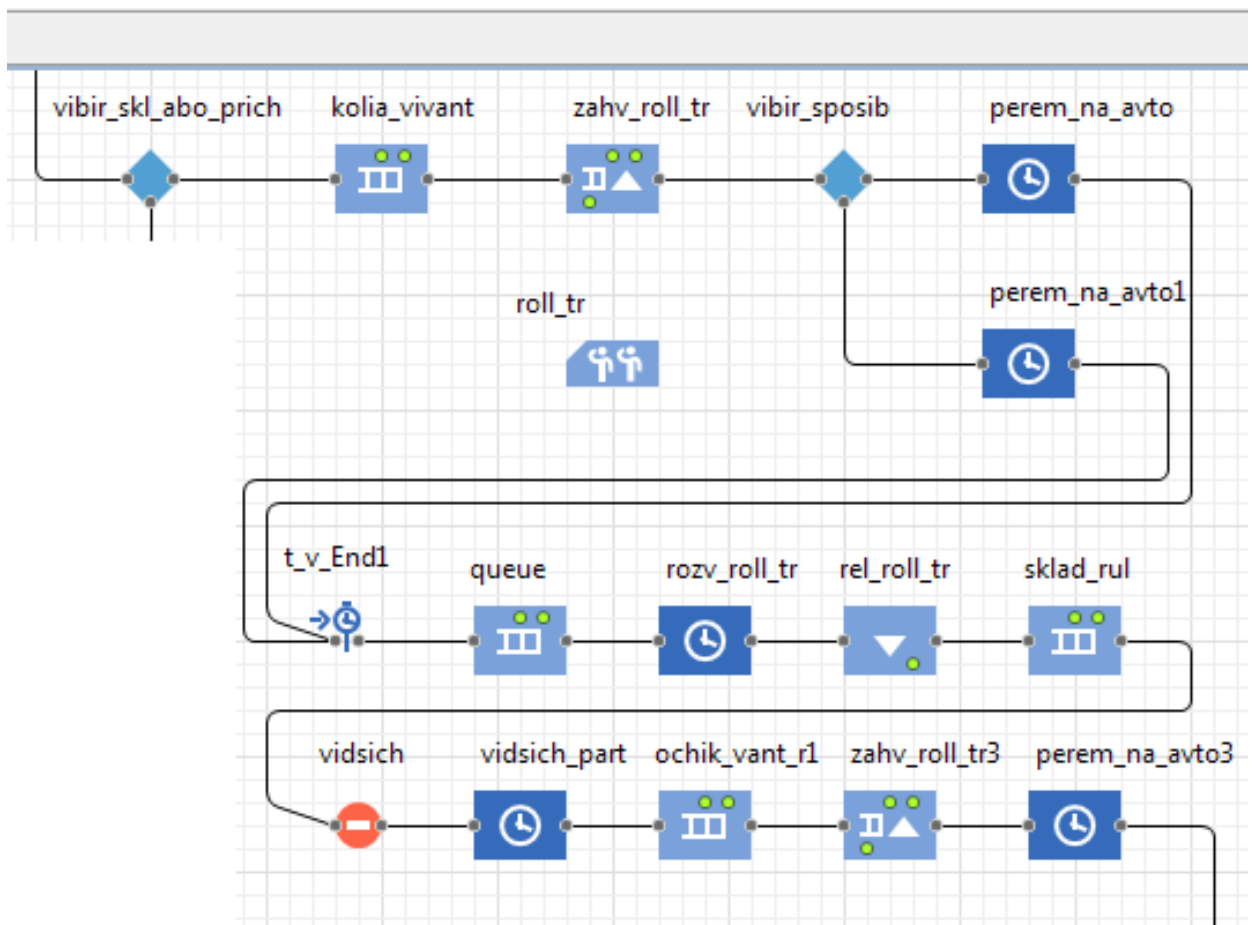 vibir_skl_abo_prich kolia_vivant zahv_roll_tr vibir_sposib perem_na_avto
roll_tr perem_na_avto1
t_v_End1 queue rozv_roll_tr rel_roll_tr sklad_rul
vidsich vidsich_part ochik_vant_r1 zahv_roll_tr3 perem_na_avto3